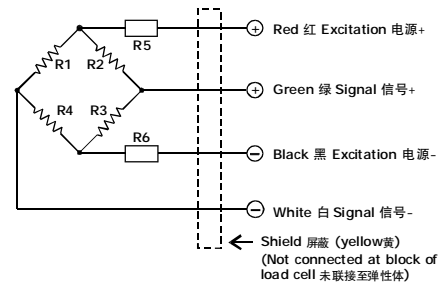 R5
Red 红 Excitation 电源+
R1 R2
Green 绿 Signal 信号+
R4 R3
R6
Black 黑 Excitation 电源-
White 白 Signal 信号-
Shield 屏蔽 (yellow黄)
(Not connected at block of
load cell 未联接至弹性体)